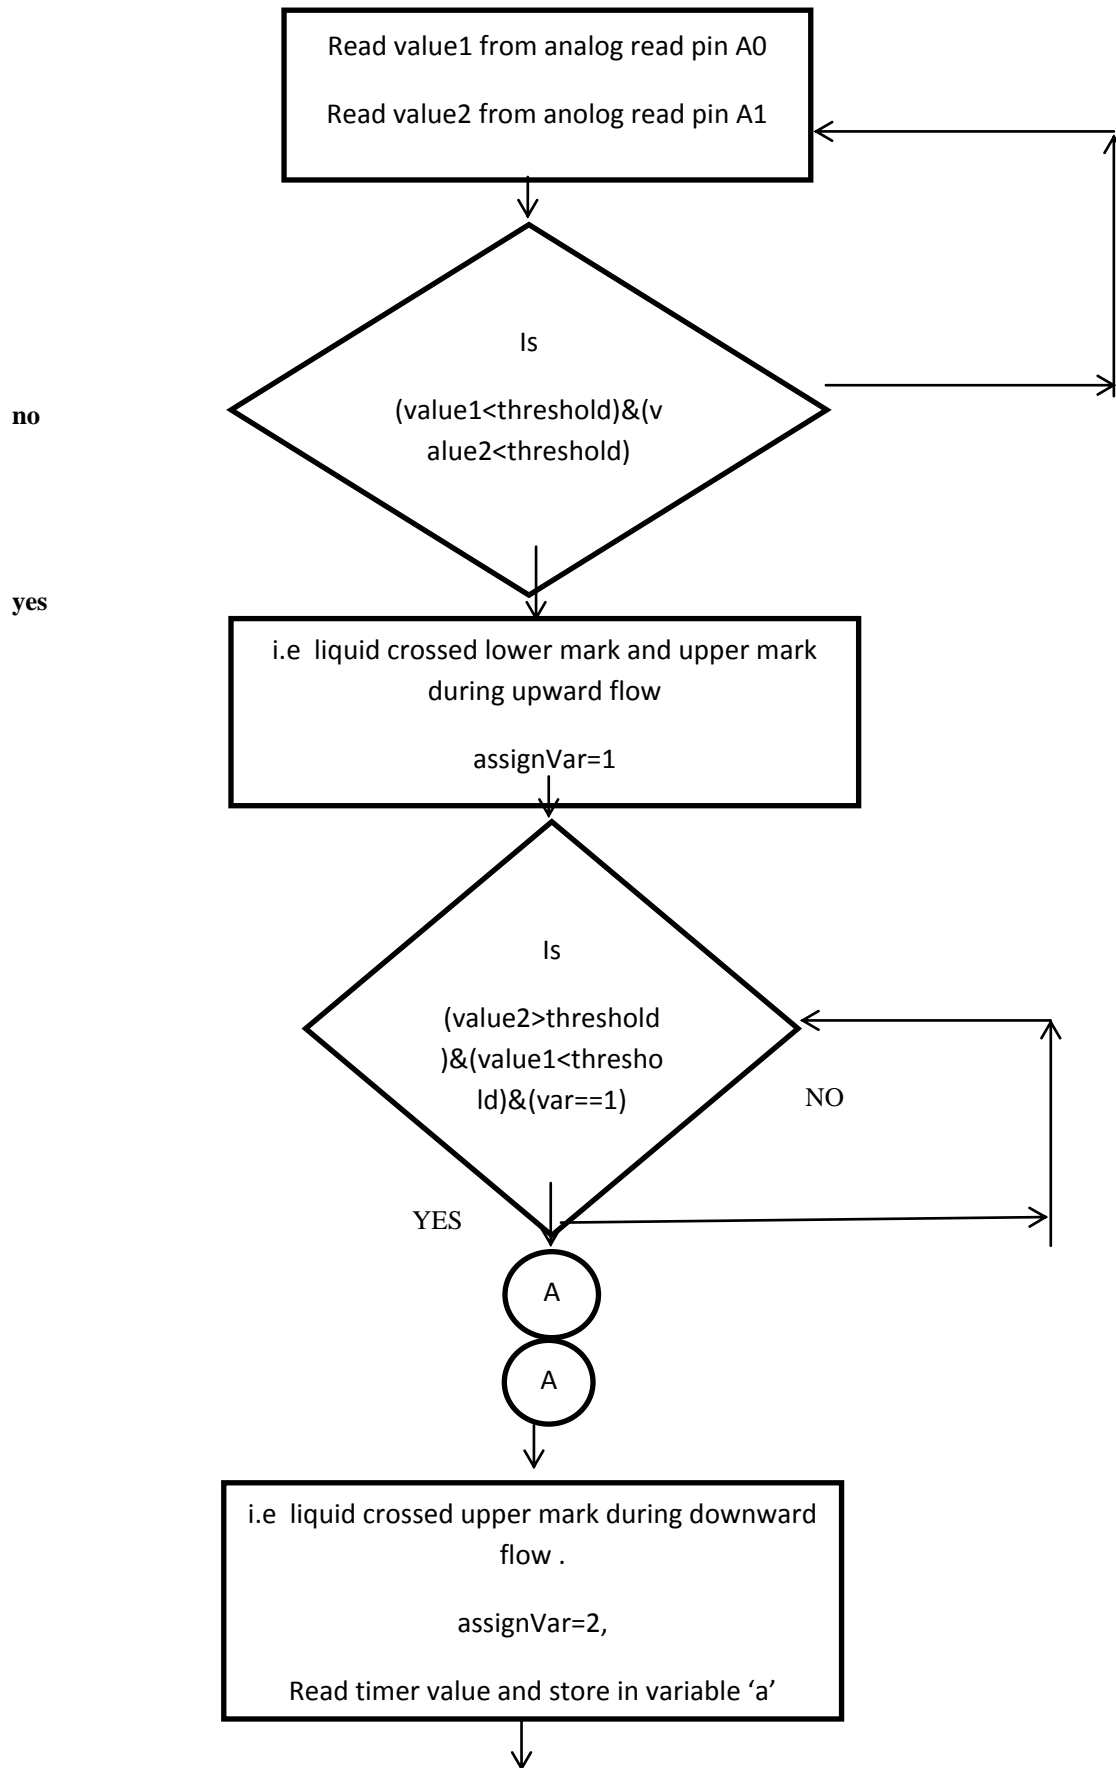 Read value1 from analog read pin A0
Read value2 from anolog read pin A1
Is
(value1<threshold)&(v
alue2<threshold)
no
yes
i.e liquid crossed lower mark and upper mark
during upward flow
assignVar=1
Is
(value2>threshold
)&(value1<thresho
ld)&(var==1)
NO
YES
A
A
i.e liquid crossed upper mark during downward
flow .
assignVar=2,
Read timer value and store in variable ‘a’